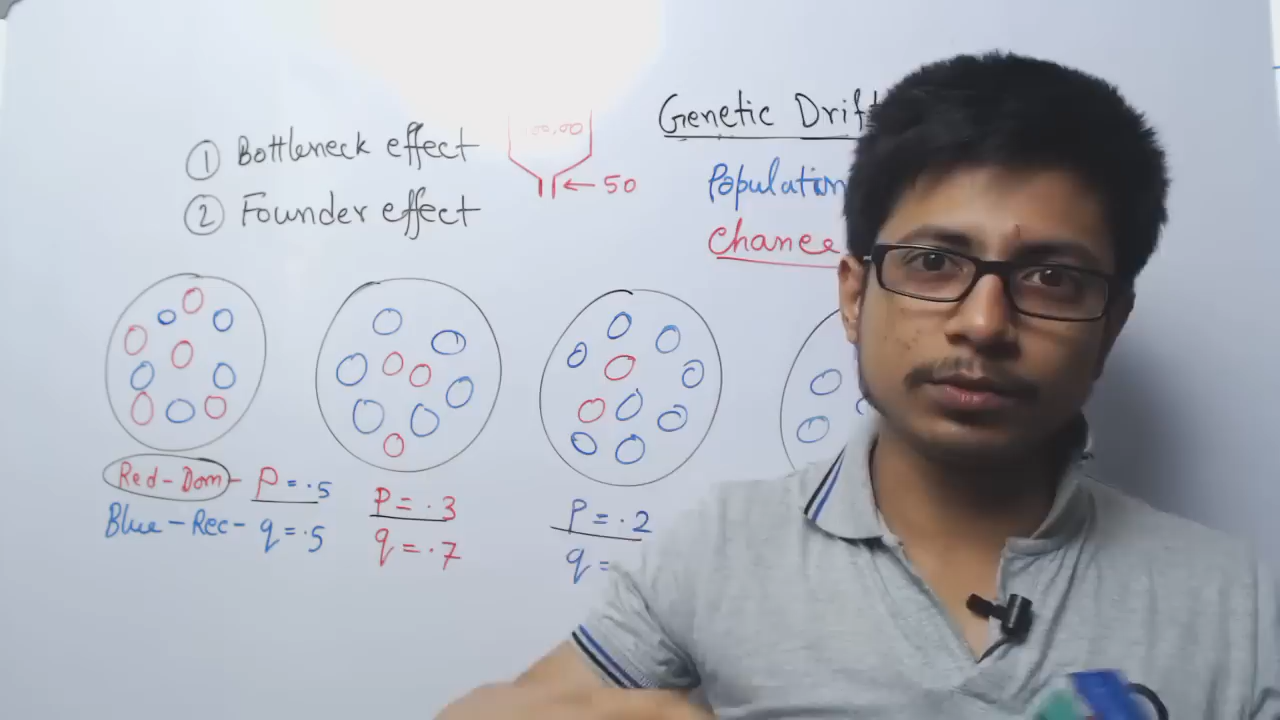 ① Bottleneck effect
② Founder effect
← 50
Genetic Drift
Population
Chance
Red-Dom- P = .5
Blue-Rec- q = .5
P = .3
q = .7
P = .2
q =